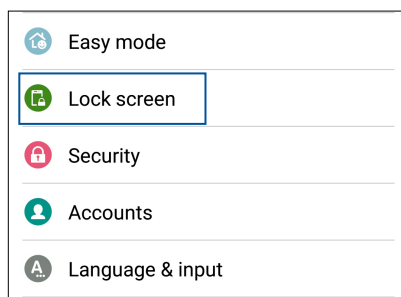 Easy mode
Lock screen
Security
Accounts
A...
Language & input